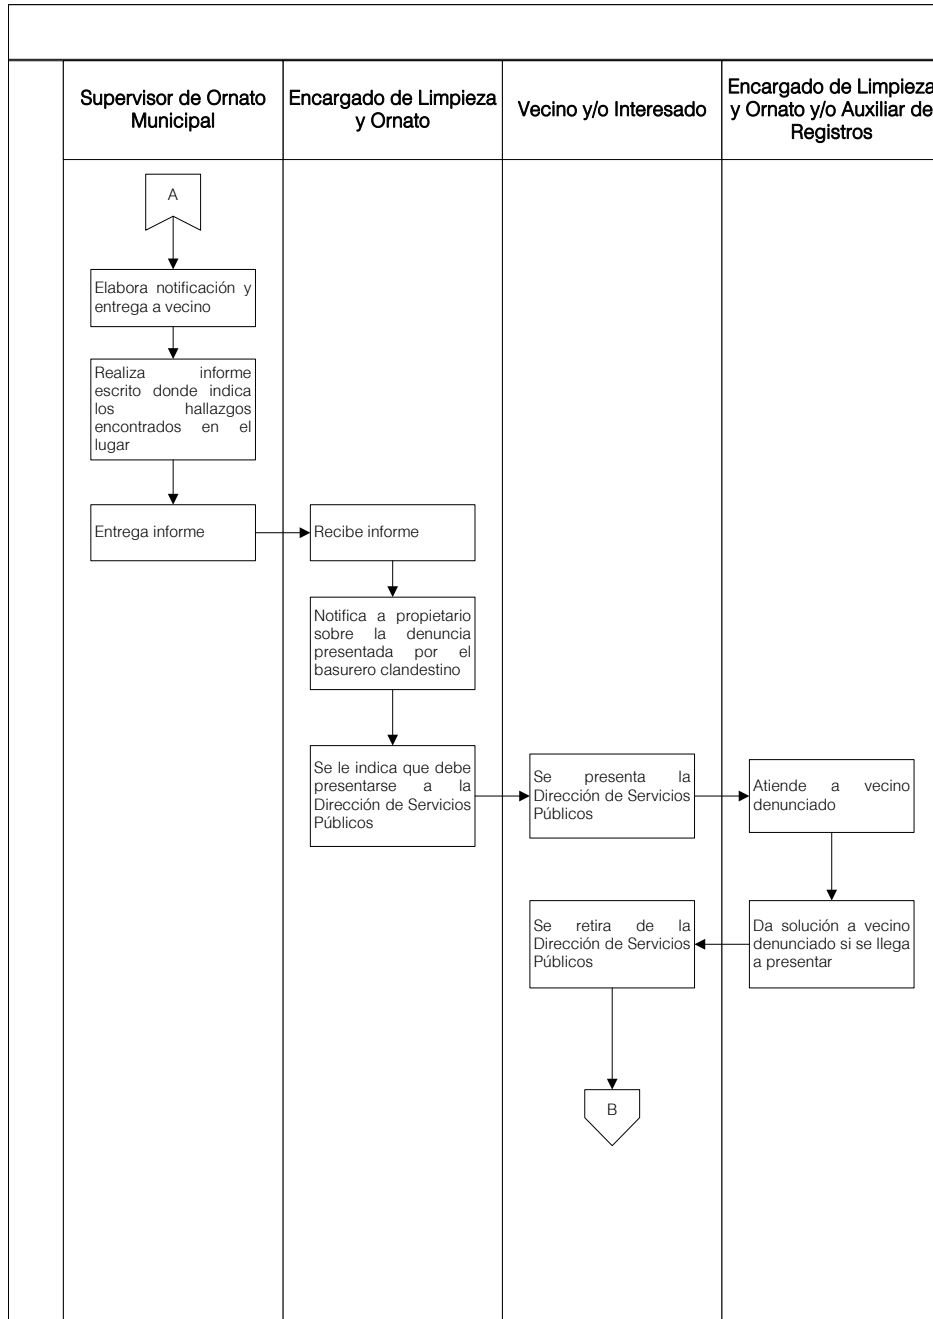 Supervisor de Ornato
Municipal
Encargado de Limpieza
y Ornato
Vecino y/o Interesado
Encargado de Limpieza
y Ornato y/o Auxiliar de
Registros
A
Elabora notificación y
entrega a vecino
Realiza informe
escrito donde indica
los hallazgos
encontrados en el
lugar
Entrega informe
Recibe informe
Notifica a propietario
sobre la denuncia
presentada por el
basurero clandestino
Se le indica que debe
presentarse a la
Dirección de Servicios
Públicos
Se presenta la
Dirección de Servicios
Públicos
Atiende a vecino
denunciado
Da solución a vecino
denunciado si se llega
a presentar
Se retira de la
Dirección de Servicios
Públicos
B